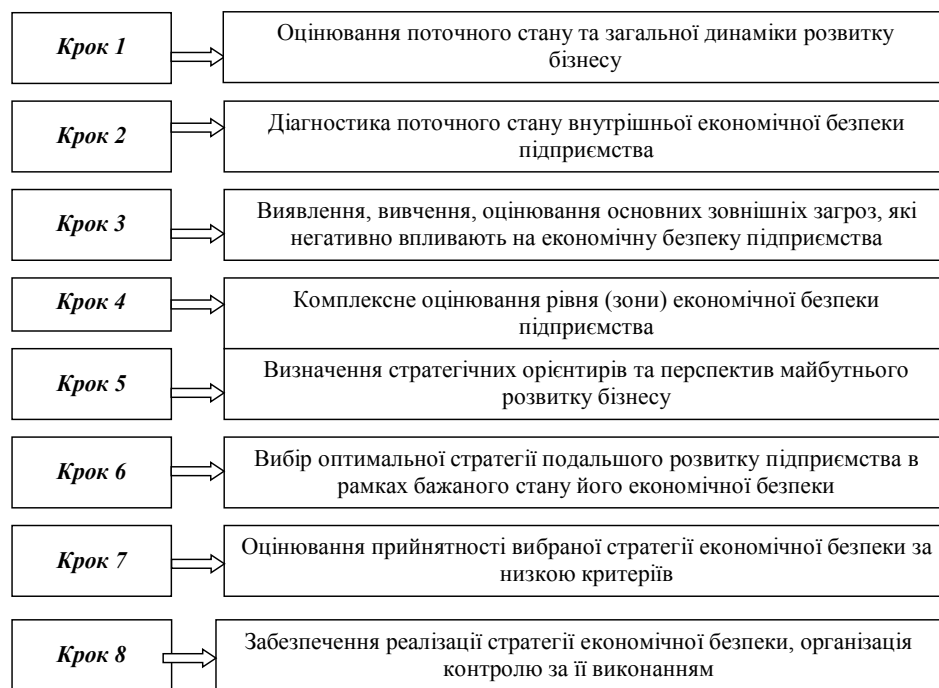 Крок 1
Оцінювання поточного стану та загальної динаміки розвитку
бізнесу
Крок 2
Діагностика поточного стану внутрішньої економічної безпеки
підприємства
Крок 3
Виявлення, вивчення, оцінювання основних зовнішніх загроз, які
негативно впливають на економічну безпеку підприємства
Крок 4
Комплексне оцінювання рівня (зони) економічної безпеки
підприємства
Крок 5
Визначення стратегічних орієнтирів та перспектив майбутнього
розвитку бізнесу
Крок 6
Вибір оптимальної стратегії подальшого розвитку підприємства в
рамках бажаного стану його економічної безпеки
Крок 7
Оцінювання прийнятності вибраної стратегії економічної безпеки за
низкою критеріїв
Крок 8
Забезпечення реалізації стратегії економічної безпеки, організація
контролю за її виконанням